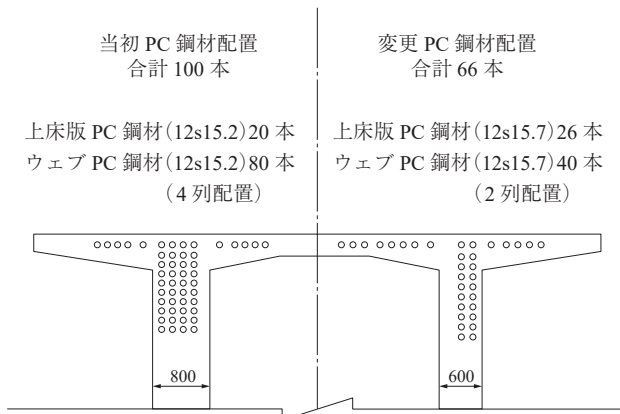 当初 PC 鋼材配置
合計 100 本
上床版 PC 鋼材(12s15.2)20 本
ウェブ PC 鋼材(12s15.2)80 本
(4 列配置)
変更 PC 鋼材配置
合計 66 本
上床版 PC 鋼材(12s15.7)26 本
ウェブ PC 鋼材(12s15.7)40 本
(2 列配置)
800
600